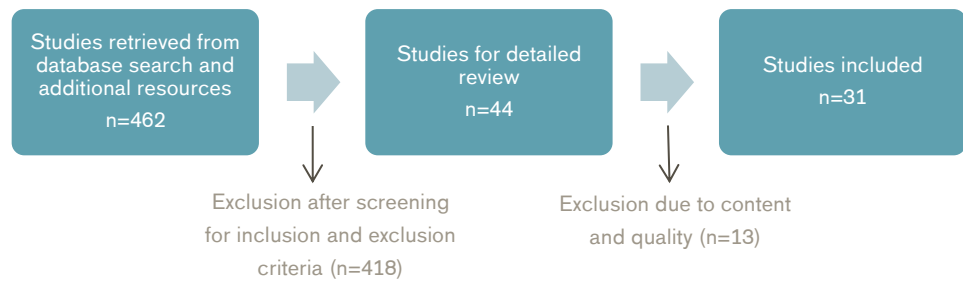 Studies retrieved from
database search and
additional resources
n=462
Studies for detailed
review
n=44
Studies included
n=31
Exclusion after screening
for inclusion and exclusion
criteria (n=418)
Exclusion due to content
and quality (n=13)